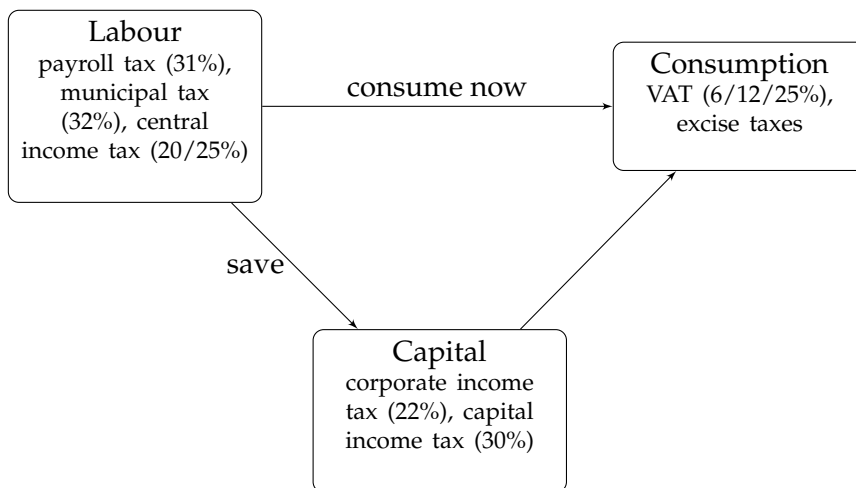 Labour
payroll tax (31%),
municipal tax
(32%), central
income tax (20/25%)
consume now
Consumption
VAT (6/12/25%),
excise taxes
save
Capital
corporate income
tax (22%), capital
income tax (30%)